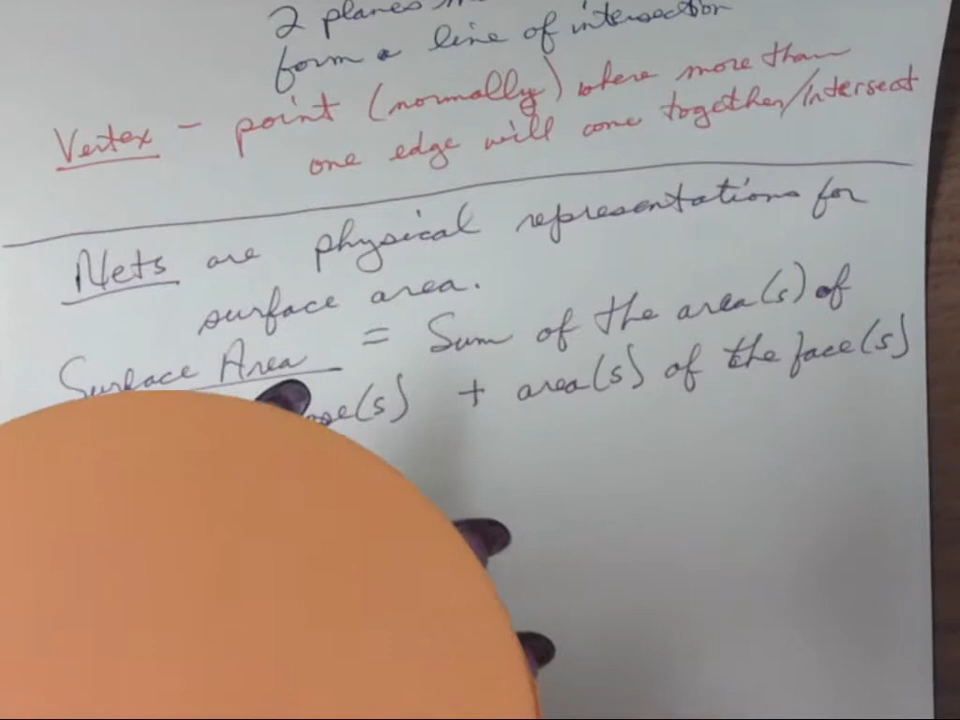 2 planes
form a line of intersection
Vertex - point (normally) where more than
one edge will come together/intersect
Nets are physical representations for
surface area.
Surface Area = Sum of the area(s) of
+ area(s) of the face(s)